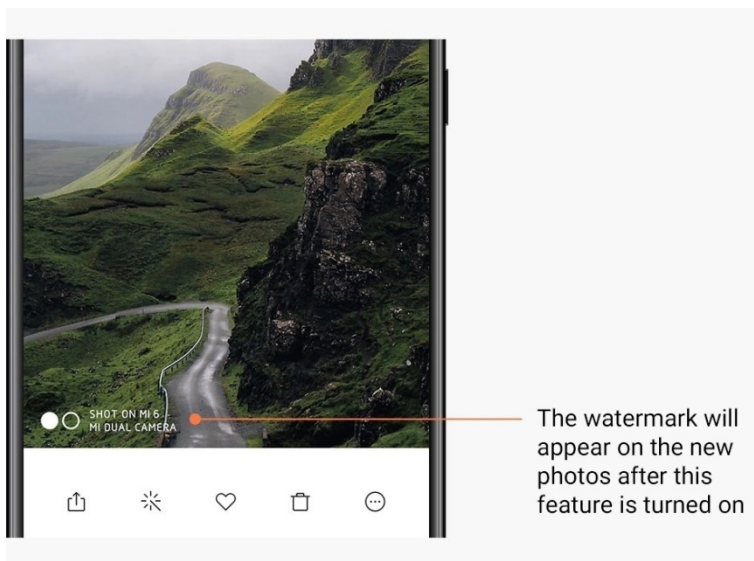 SHOT ON MI 6
MI DUAL CAMERA
The watermark will
appear on the new
photos after this
feature is turned on